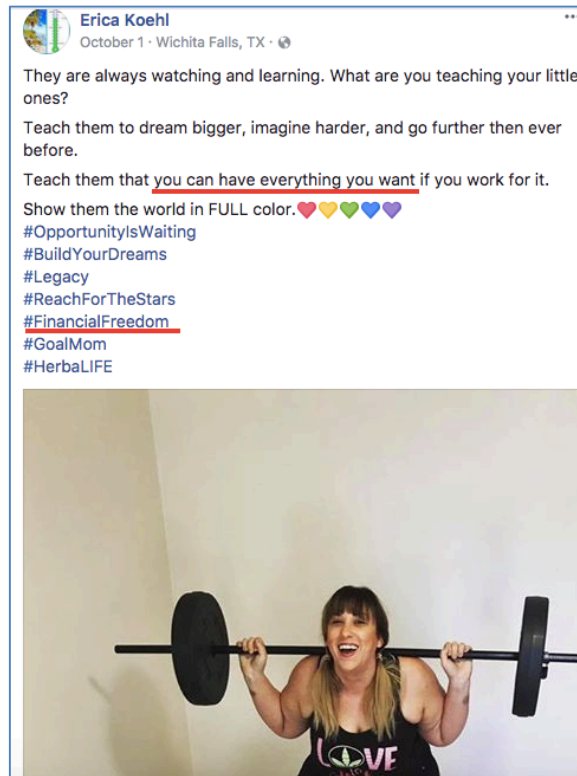 Erica Koehl
October 1 · Wichita Falls, TX ·
They are always watching and learning. What are you teaching your little
ones?
Teach them to dream bigger, imagine harder, and go further then ever
before.
Teach them that you can have everything you want if you work for it.
Show them the world in FULL color.❤️💛💚💙💜
#OpportunityIsWaiting
#BuildYourDreams
#Legacy
#ReachForTheStars
#FinancialFreedom
#GoalMom
#HerbaLIFE
LOVE